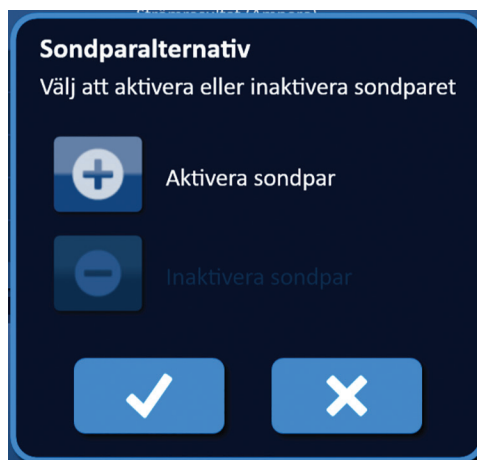 Sondparalternativ
Välj att aktivera eller inaktivera sondparet
Aktivera sondpar
Inaktivera sondpar